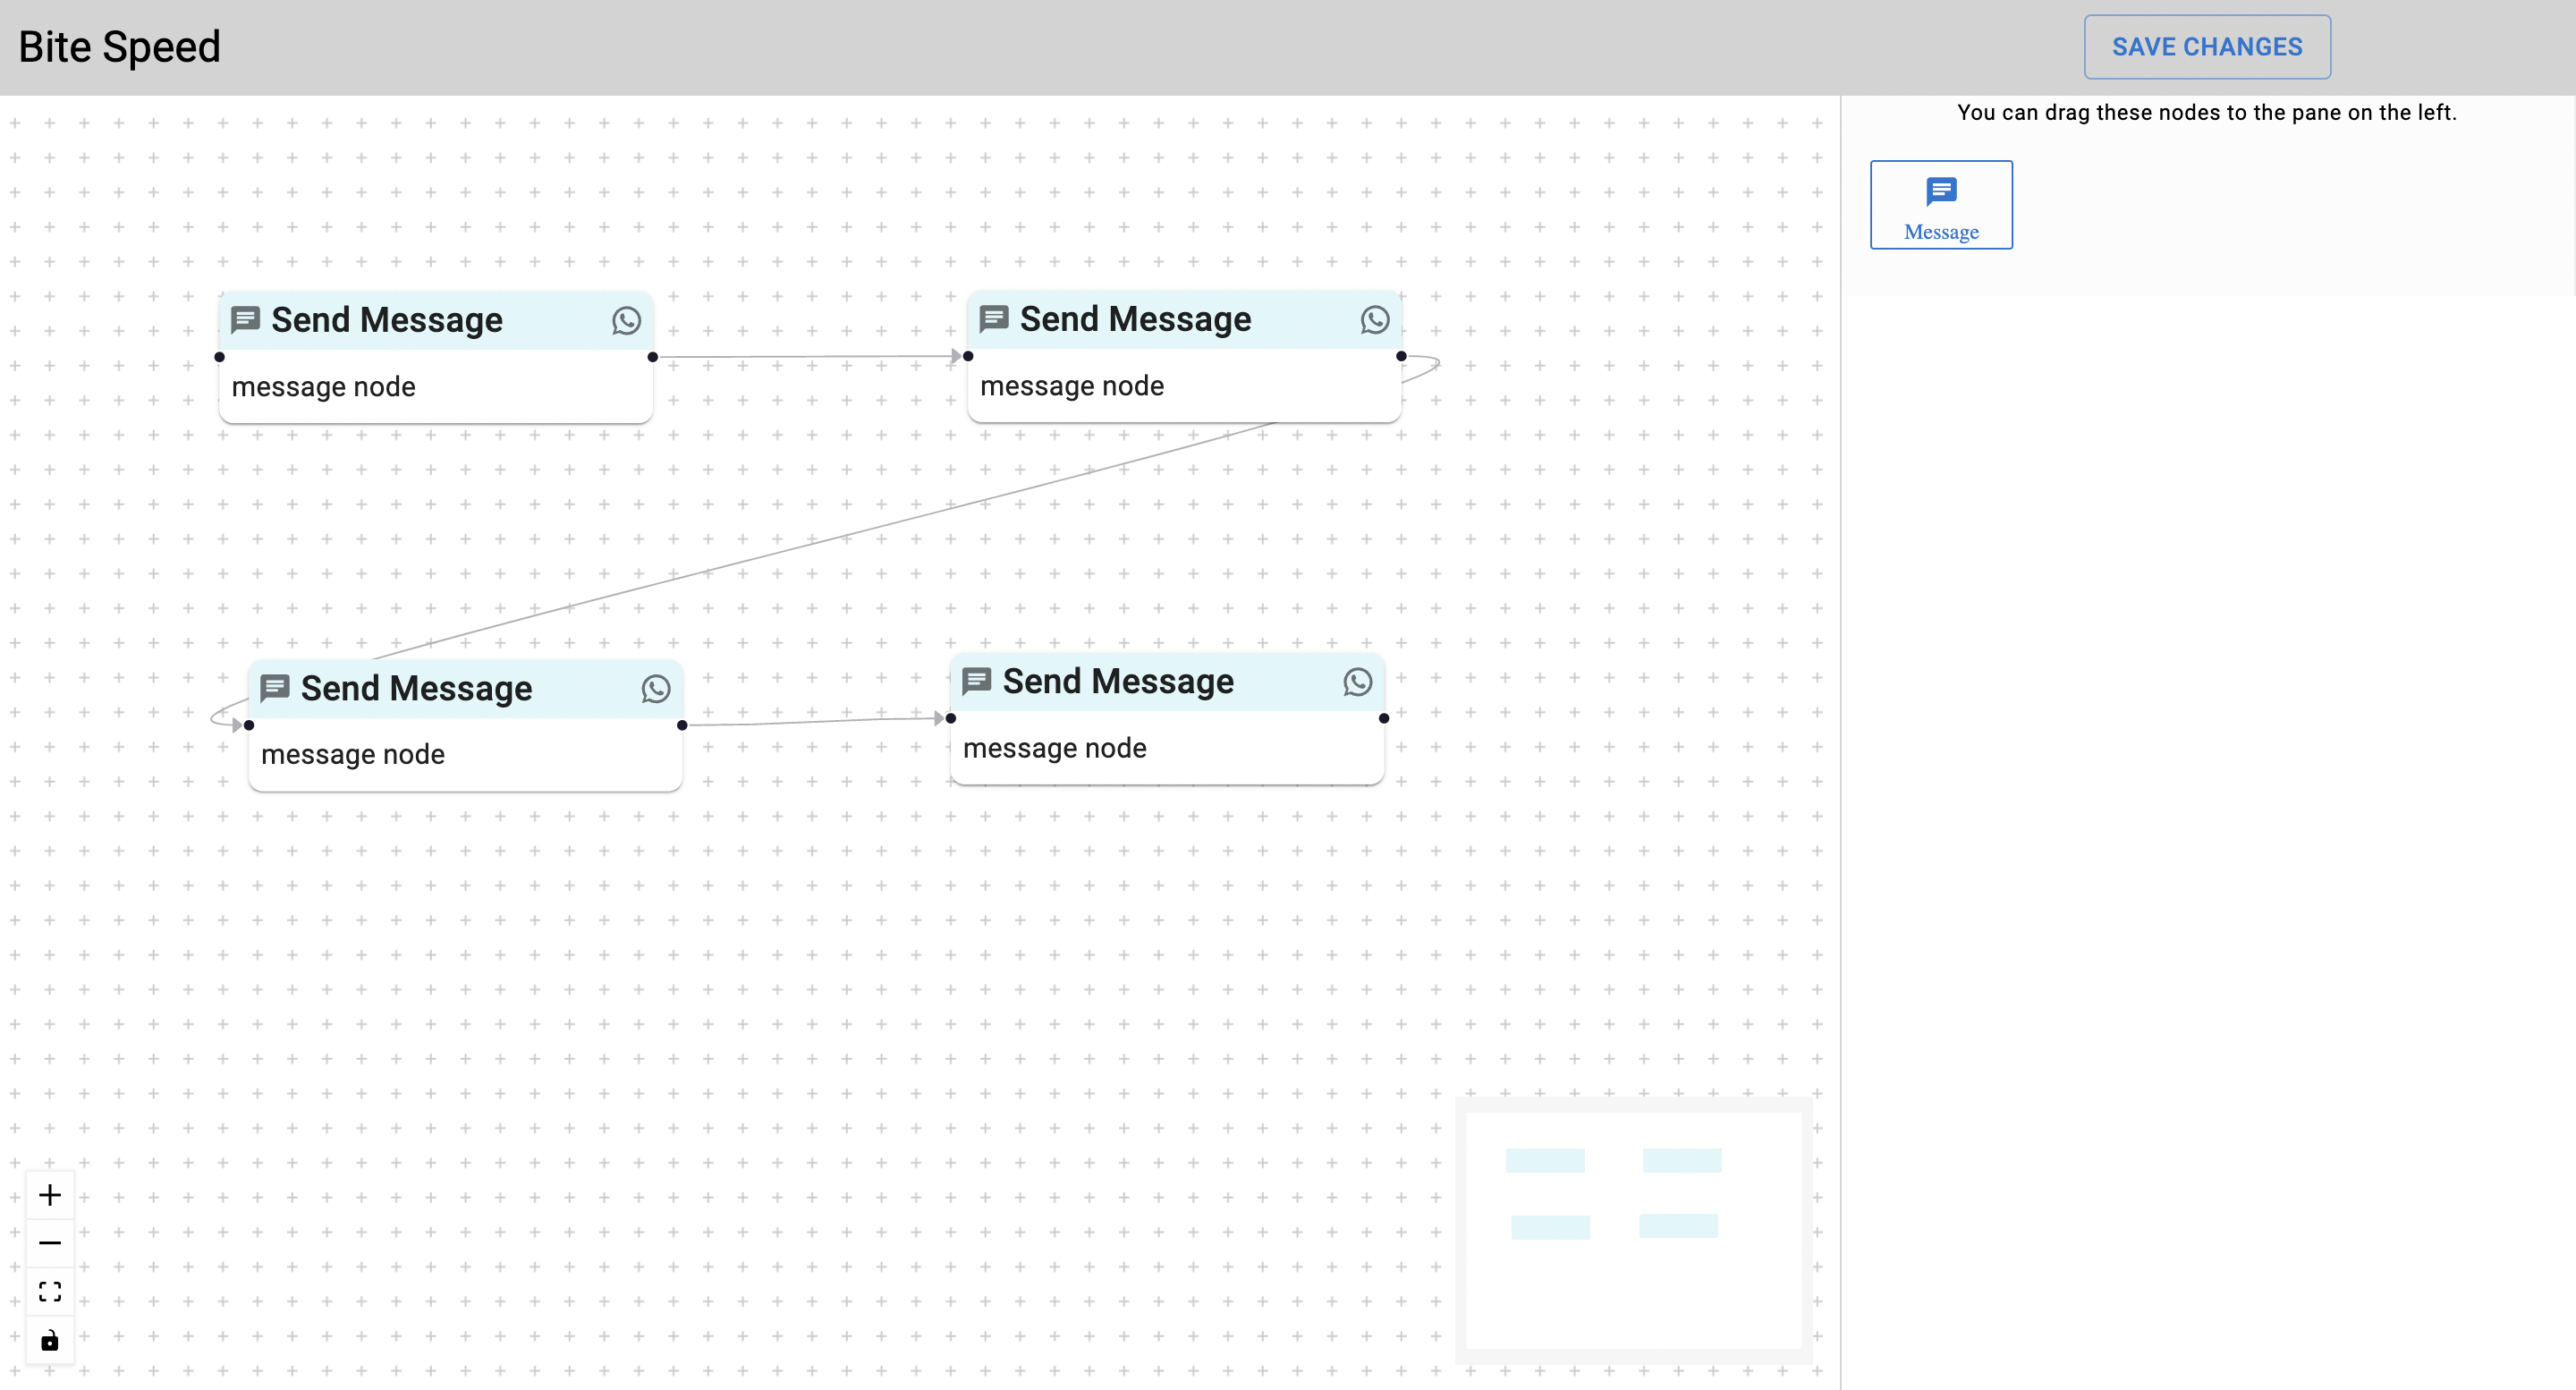 Bite Speed
SAVE CHANGES
You can drag these nodes to the pane on the left.
Message
Send Message
message node
Send Message
message node
Send Message
message node
Send Message
message node